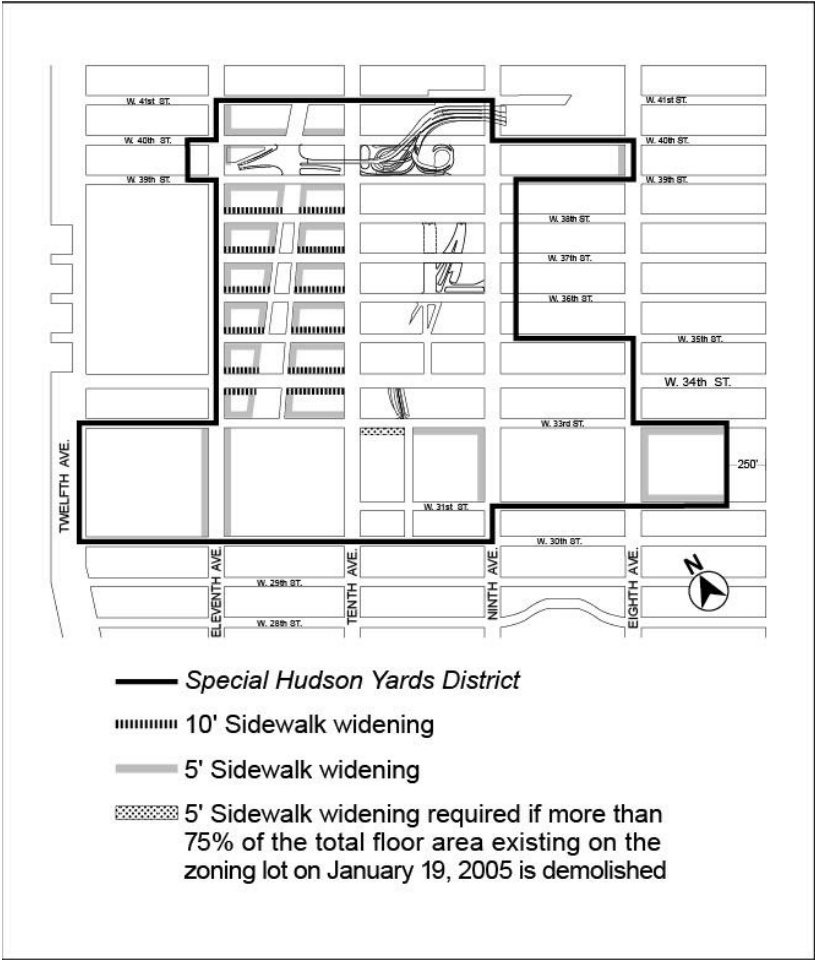 W. 41st ST.
W. 41st ST.
W. 40th ST.
W. 40th ST.
W. 39th ST.
W. 39th ST.
W. 38th ST.
W. 37th ST.
W. 36th ST.
W. 35th ST.
W. 34th ST.
W. 33rd ST.
TWELFTH AVE.
250'
W. 31st ST.
W. 30th ST.
ELEVENTH AVE.
TENTH AVE.
NINTH AVE.
EIGHTH AVE.
N
W. 29th ST.
W. 28th ST.
Special Hudson Yards District
10' Sidewalk widening
5' Sidewalk widening
5' Sidewalk widening required if more than
75% of the total floor area existing on the
zoning lot on January 19, 2005 is demolished